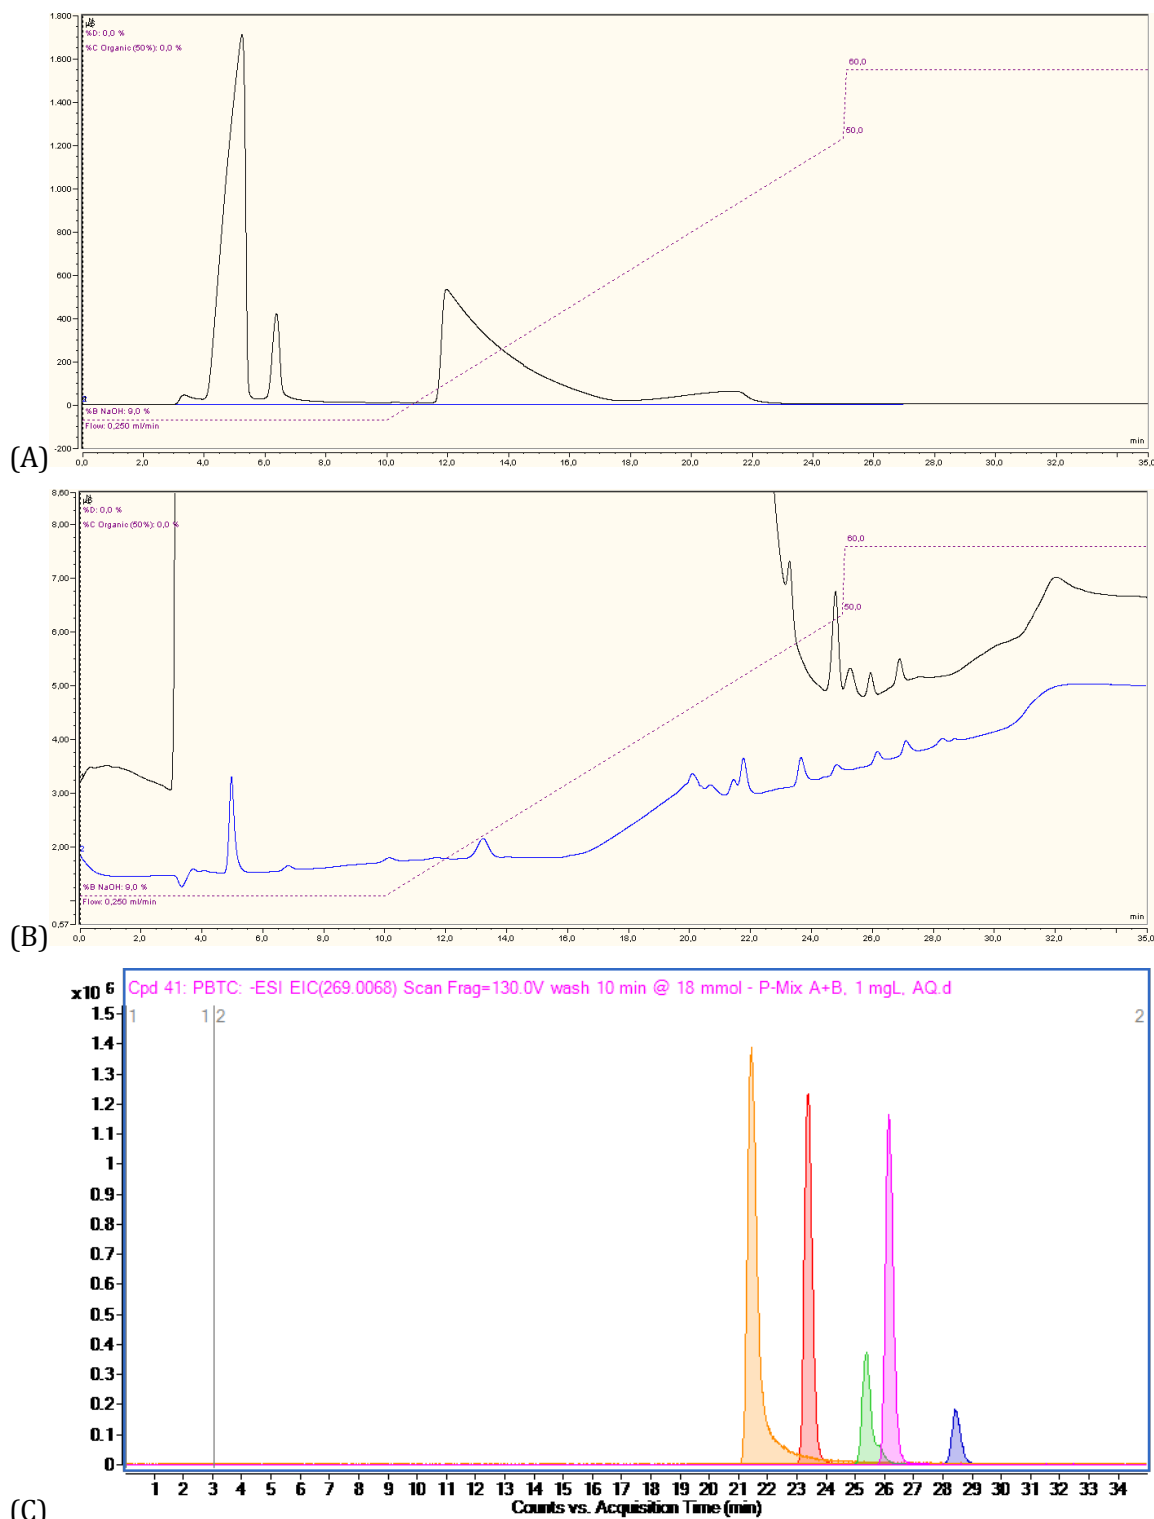 1.800
µS
%D: 0,0 %
%C Organic (50%): 0,0 %
1.600
1.400
1.200
1.000
800
600
400
200
0
-200
60,0
50,0
%B NaOH: 9,0 %
Flow: 0,250 ml/min
min
(A)
0,0 2,0 4,0 6,0 8,0 10,0 12,0 14,0 16,0 18,0 20,0 22,0 24,0 26,0 28,0 30,0 32,0 35,0
8,60
µS
%D: 0,0 %
%C Organic (50%): 0,0 %
8,00
7,00
6,00
5,00
4,00
3,00
2,00
0,57
60,0
50,0
%B NaOH: 9,0 %
Flow: 0,250 ml/min
min
(B)
0,0 2,0 4,0 6,0 8,0 10,0 12,0 14,0 16,0 18,0 20,0 22,0 24,0 26,0 28,0 30,0 32,0 35,0
x10 6
Cpd 41: PBTC: -ESI EIC(269.0068) Scan Frag=130.0V wash 10 min @ 18 mmol - P-Mix A+B, 1 mgL, AQ.d
1 1 2 2
1.5
1.4
1.3
1.2
1.1
1
0.9
0.8
0.7
0.6
0.5
0.4
0.3
0.2
0.1
0
1 2 3 4 5 6 7 8 9 10 11 12 13 14 15 16 17 18 19 20 21 22 23 24 25 26 27 28 29 30 31 32 33 34
Counts vs. Acquisition Time (min)
(C)